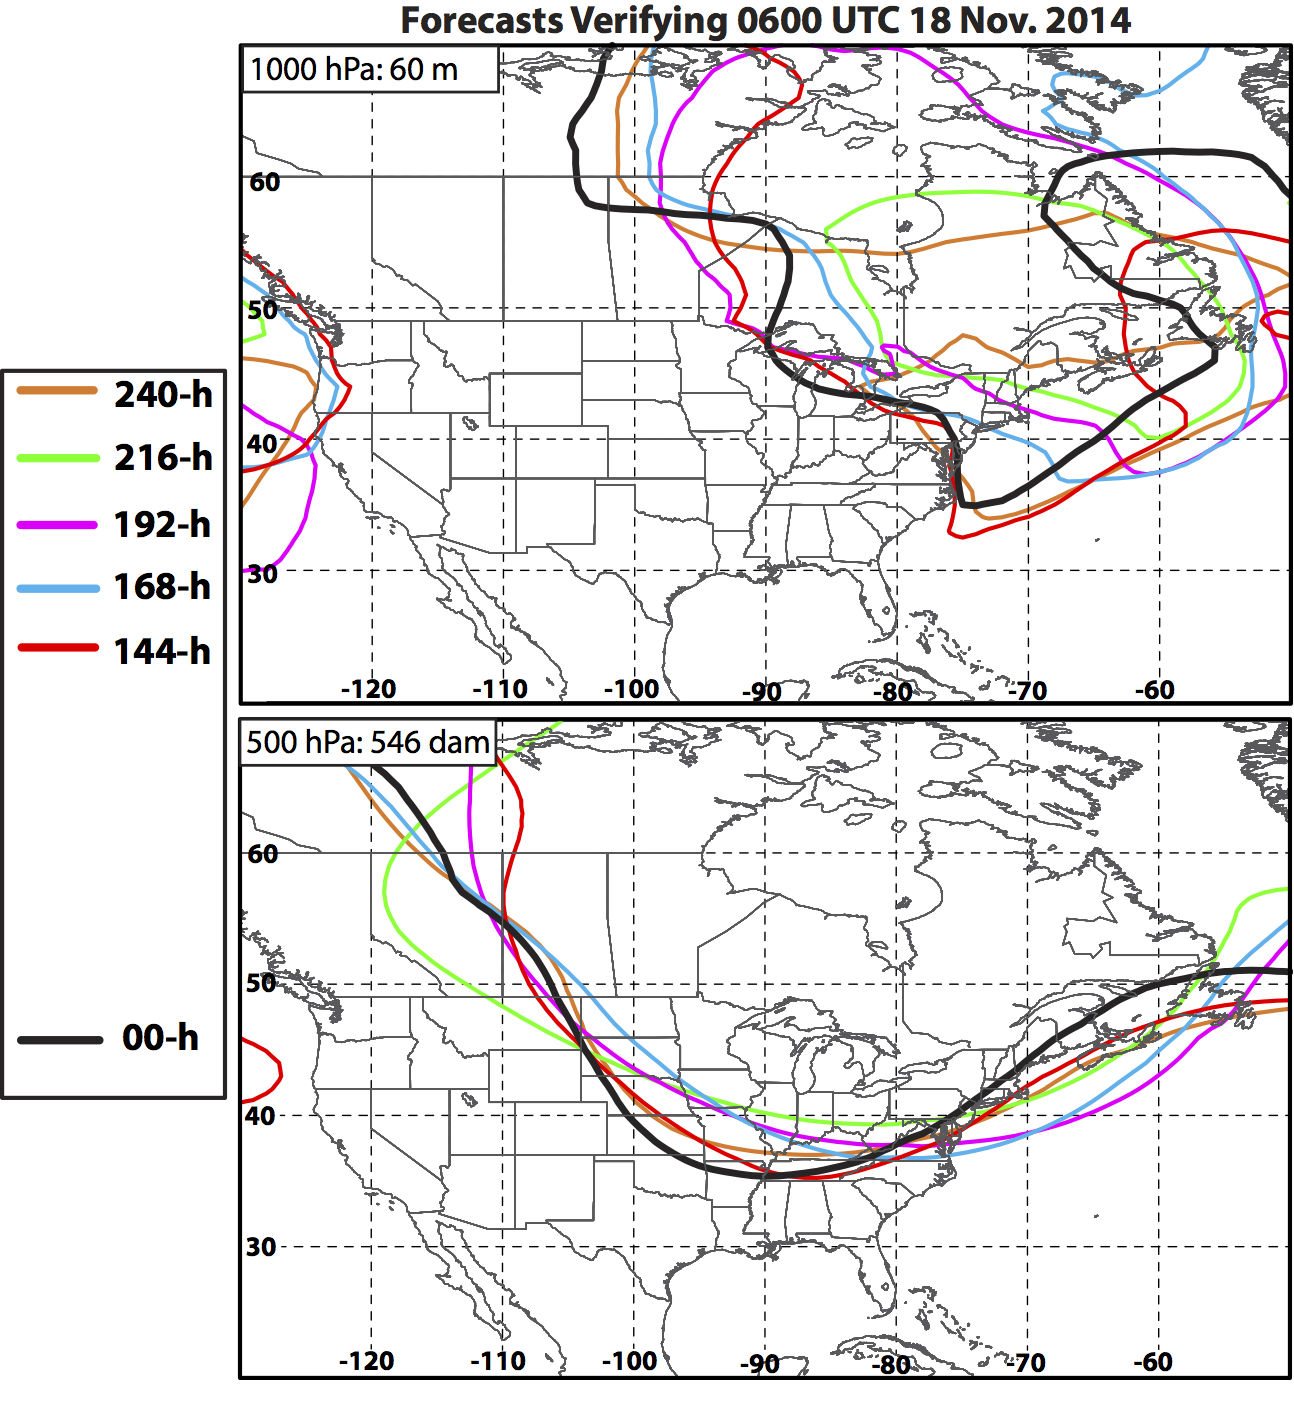 Forecasts Verifying 0600 UTC 18 Nov. 2014
1000 hPa: 60 m
60
50
40
30
-120 -110 -100 -90 -80 -70 -60
240-h
216-h
192-h
168-h
144-h
00-h
500 hPa: 546 dam
60
50
40
30
-120 -110 -100 -90 -80 -70 -60